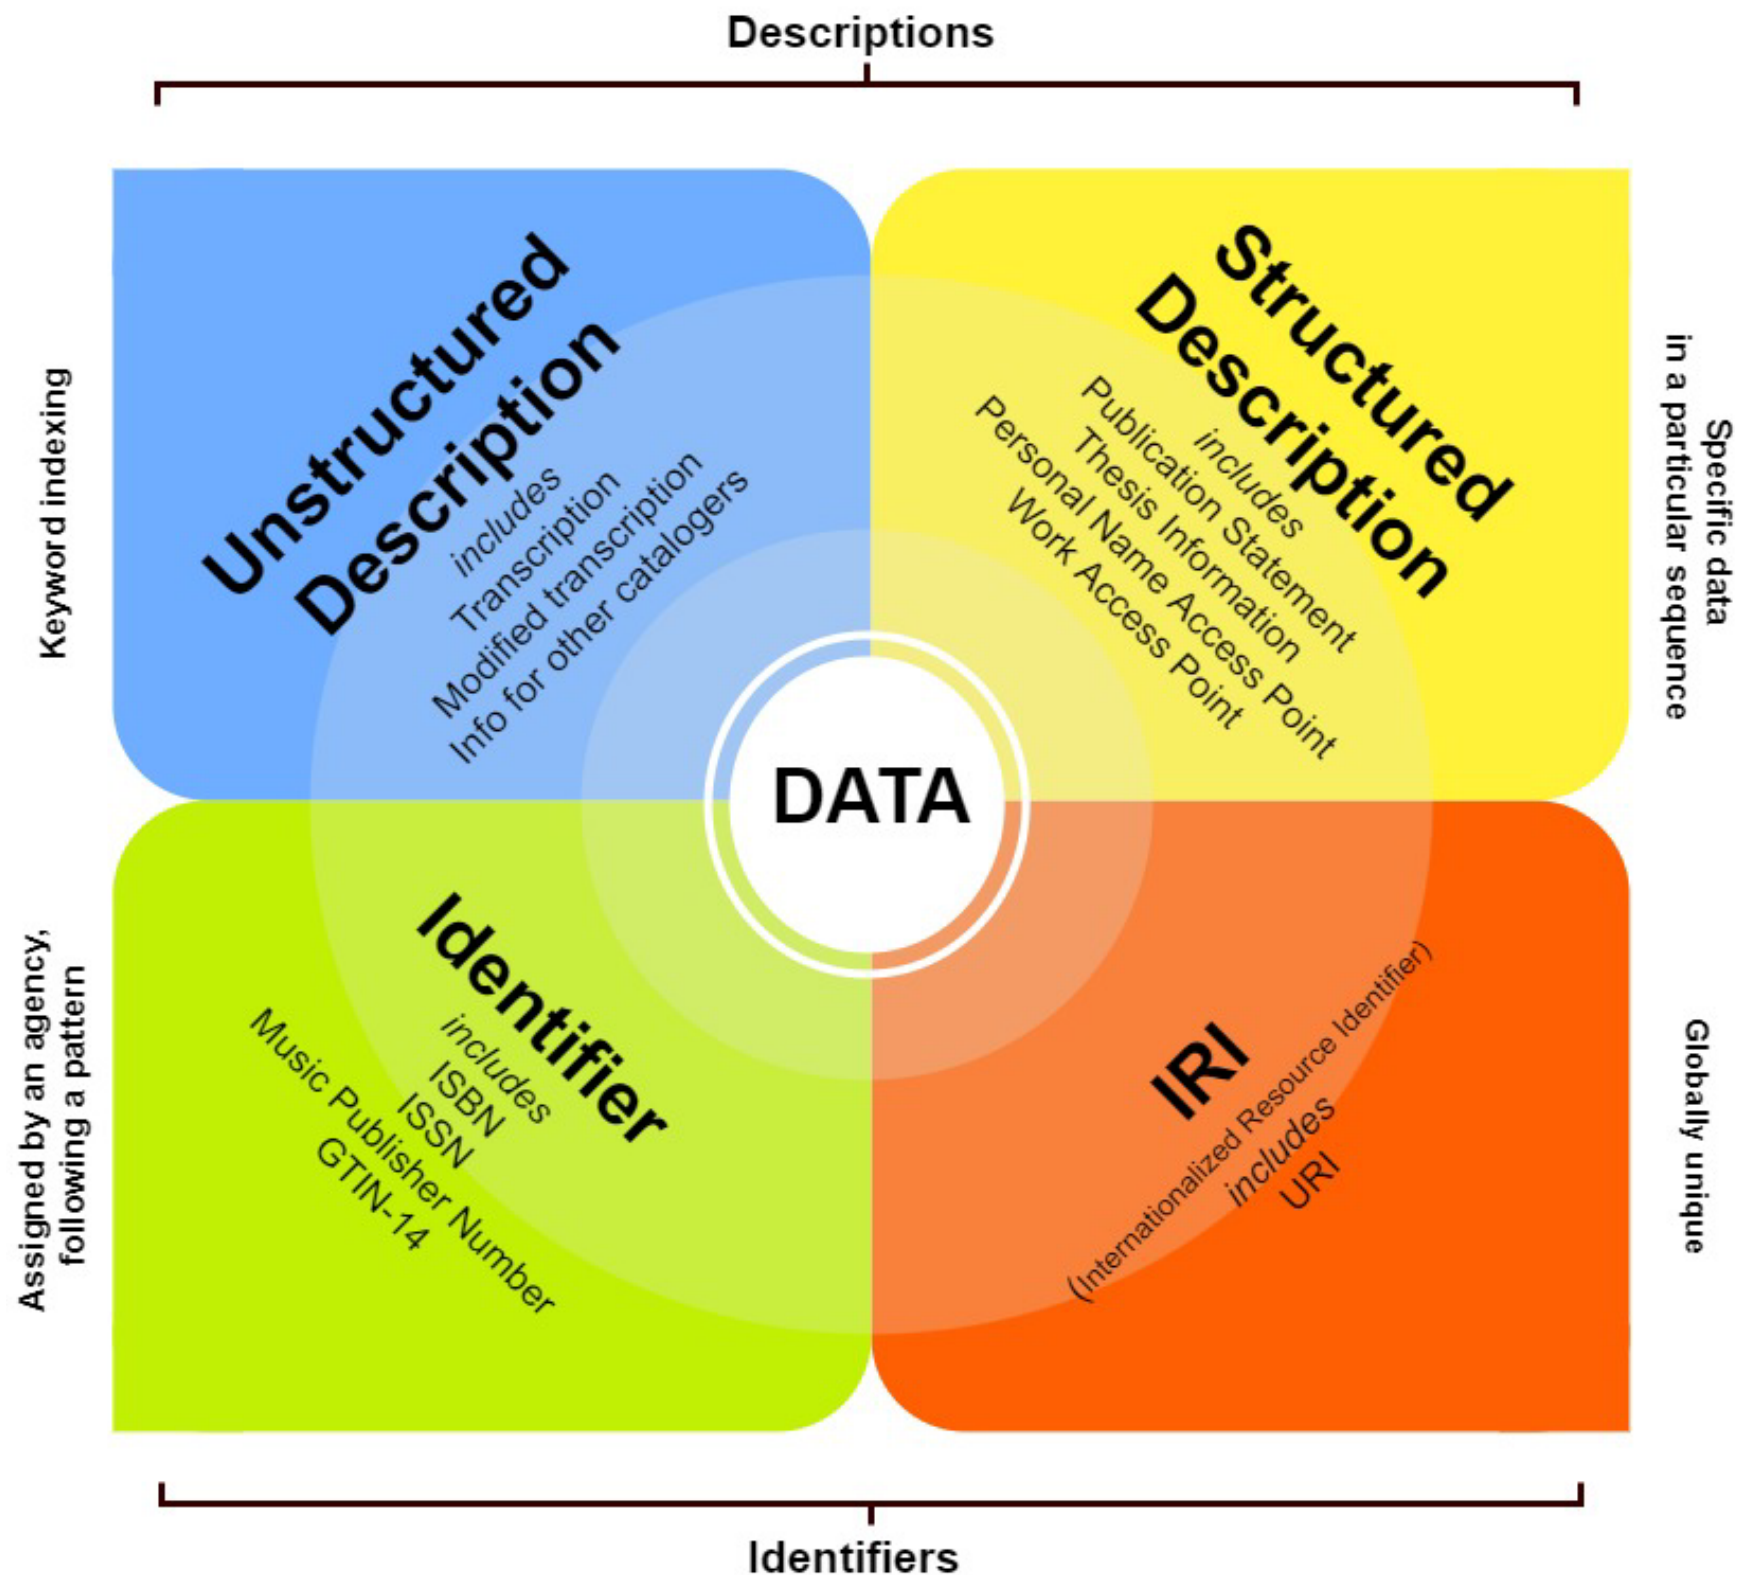 Descriptions
Keyword indexing
Unstructured
Description
includes
Transcription
Modified transcription
Info for other catalogers
Structured
Description
includes
Publication Statement
Thesis Information
Personal Name Access Point
Work Access Point
Specific data
in a particular sequence
DATA
Assigned by an agency,
following a pattern
Identifier
includes
ISBN
ISSN
Music Publisher Number
GTIN-14
IRI
(Internationalized Resource Identifier)
includes
URI
Globally unique
Identifiers